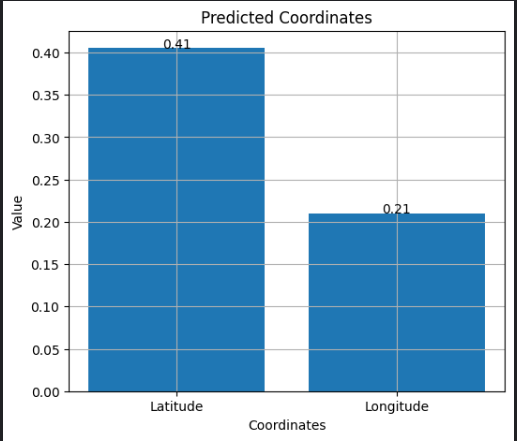 Predicted Coordinates
0.40
0.35
0.30
0.25
0.20
0.15
0.10
0.05
0.00
Value
0.41
0.21
Latitude
Longitude
Coordinates